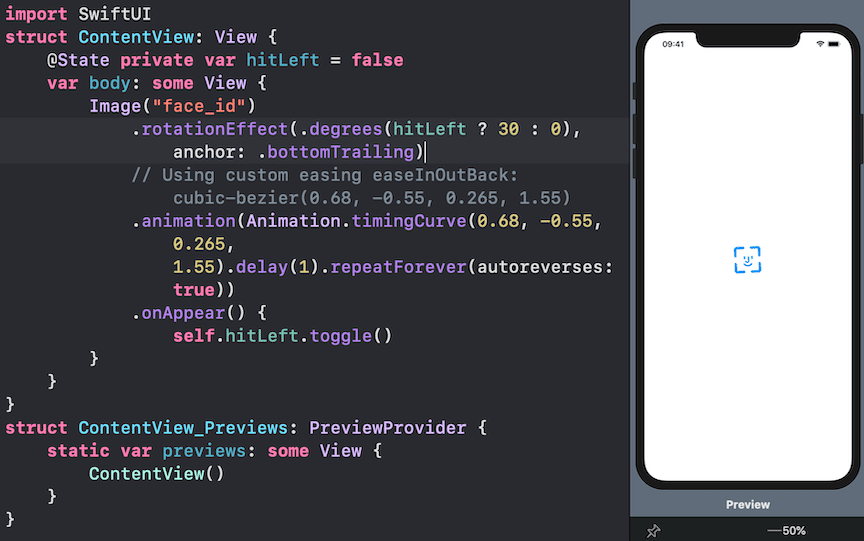 import SwiftUI
struct ContentView: View {
@State private var hitLeft = false
var body: some View {
Image("face_id")
.rotationEffect(.degrees(hitLeft ? 30 : 0),
anchor: .bottomTrailing)
// Using custom easing easeInOutBack:
cubic-bezier(0.68, -0.55, 0.265, 1.55)
.animation(Animation.timingCurve(0.68, -0.55,
0.265,
1.55).delay(1).repeatForever(autoreverses:
true))
.onAppear() {
self.hitLeft.toggle()
}
}
}
struct ContentView_Previews: PreviewProvider {
static var previews: some View {
ContentView()
}
}
09:41
Preview
50%